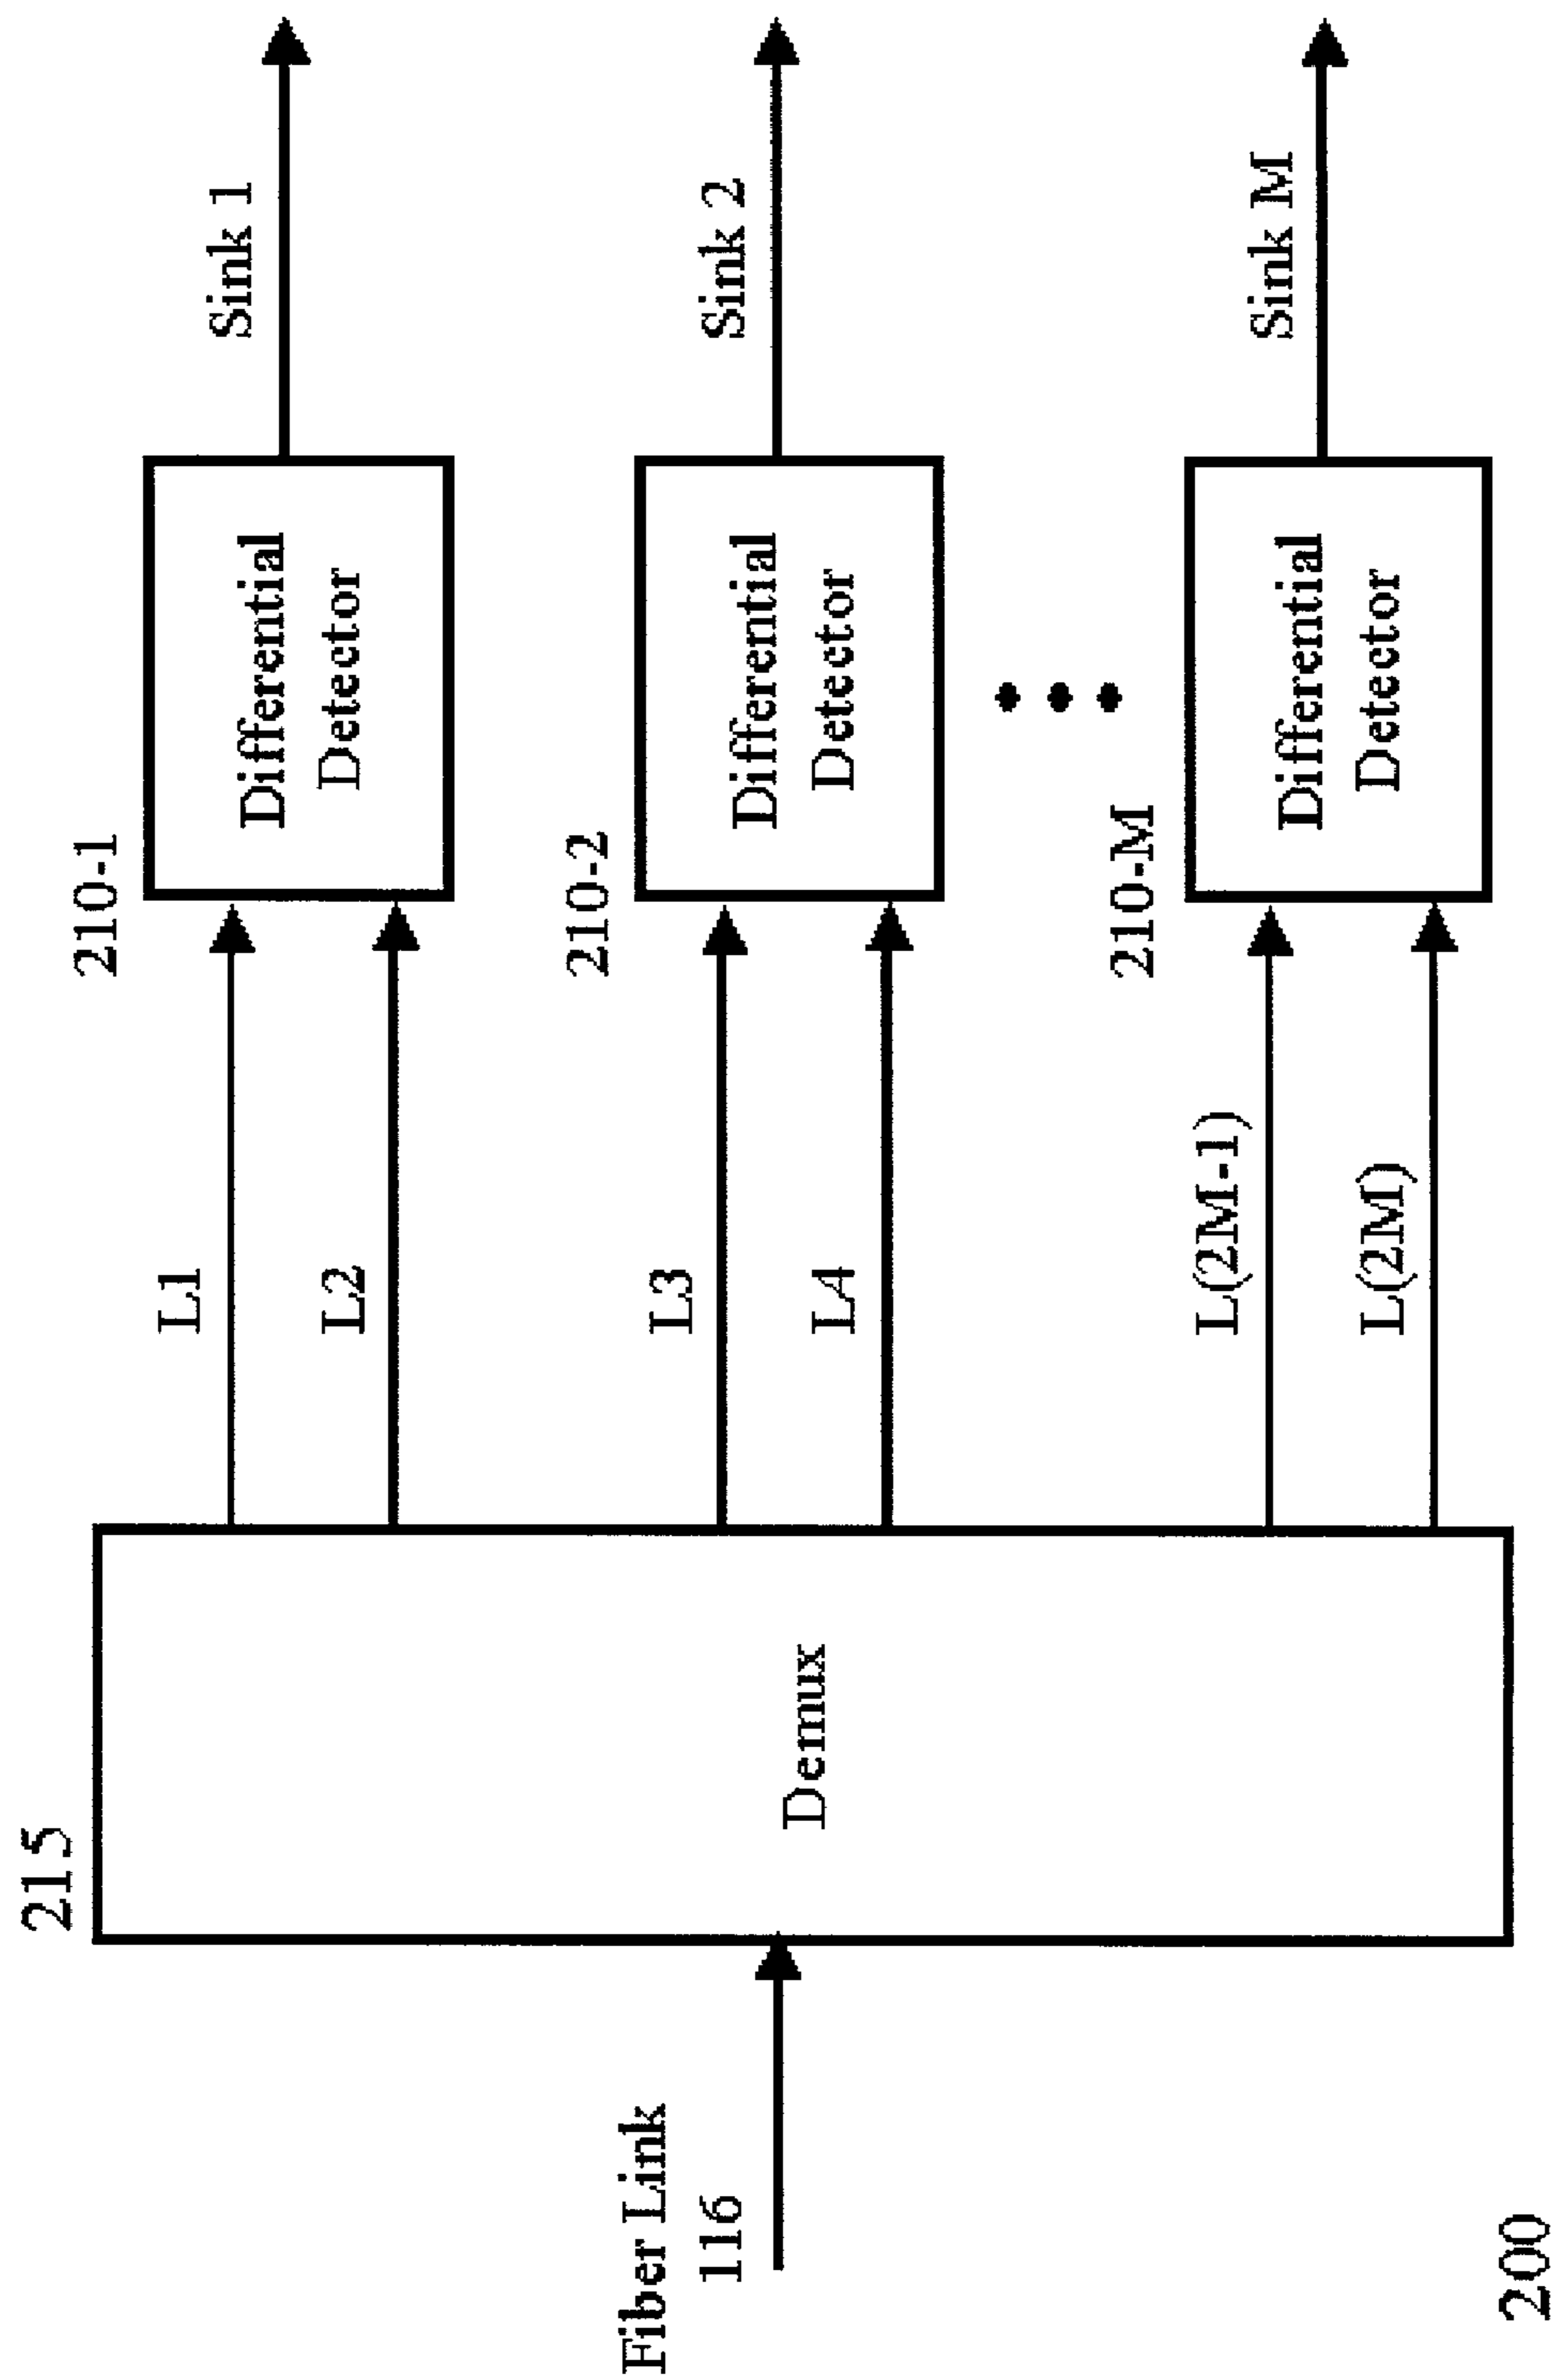 215
Fiber Link
116
Demux
L1
L2
L3
L4
L(2M-1)
L(2M)
210-1
Differential
Detector
Sink 1
210-2
Differential
Detector
Sink 2
210-M
Differential
Detector
Sink M
200